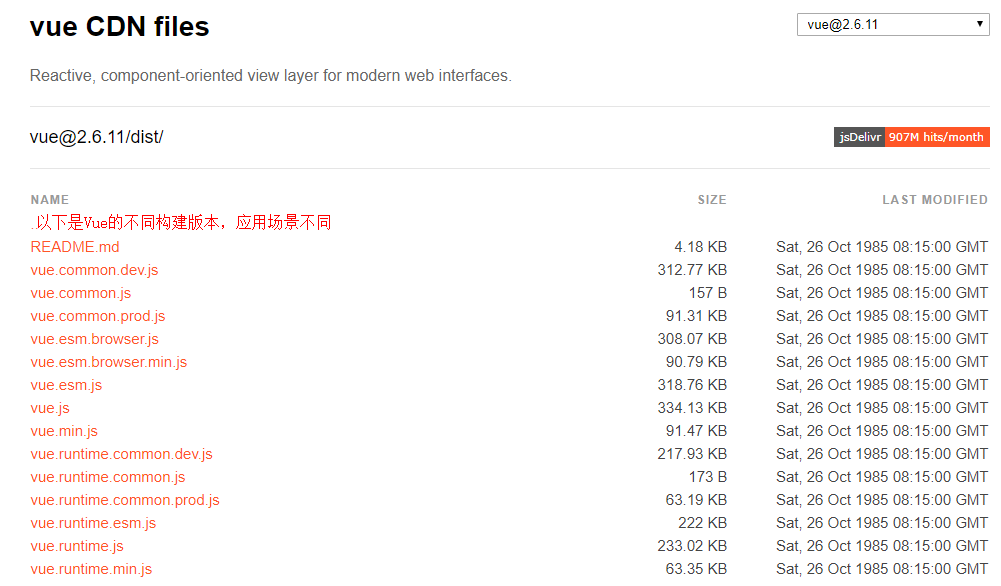 vue CDN files
vue@2.6.11
Reactive, component-oriented view layer for modern web interfaces.
vue@2.6.11/dist/
jsDelivr 907M hits/month
NAME SIZE LAST MODIFIED
以下是Vue的不同构建版本，应用场景不同
README.md 4.18 KB Sat, 26 Oct 1985 08:15:00 GMT
vue.common.dev.js 312.77 KB Sat, 26 Oct 1985 08:15:00 GMT
vue.common.js 157 B Sat, 26 Oct 1985 08:15:00 GMT
vue.common.prod.js 91.31 KB Sat, 26 Oct 1985 08:15:00 GMT
vue.esm.browser.js 308.07 KB Sat, 26 Oct 1985 08:15:00 GMT
vue.esm.browser.min.js 90.79 KB Sat, 26 Oct 1985 08:15:00 GMT
vue.esm.js 318.76 KB Sat, 26 Oct 1985 08:15:00 GMT
vue.js 334.13 KB Sat, 26 Oct 1985 08:15:00 GMT
vue.min.js 91.47 KB Sat, 26 Oct 1985 08:15:00 GMT
vue.runtime.common.dev.js 217.93 KB Sat, 26 Oct 1985 08:15:00 GMT
vue.runtime.common.js 173 B Sat, 26 Oct 1985 08:15:00 GMT
vue.runtime.common.prod.js 63.19 KB Sat, 26 Oct 1985 08:15:00 GMT
vue.runtime.esm.js 222 KB Sat, 26 Oct 1985 08:15:00 GMT
vue.runtime.js 233.02 KB Sat, 26 Oct 1985 08:15:00 GMT
vue.runtime.min.js 63.35 KB Sat, 26 Oct 1985 08:15:00 GMT